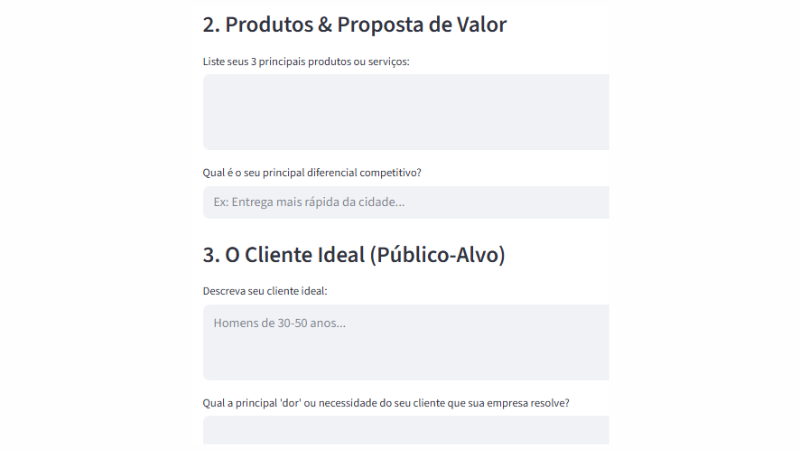 2. Produtos & Proposta de Valor
Liste seus 3 principais produtos ou serviços:
Qual é o seu principal diferencial competitivo?
Ex: Entrega mais rápida da cidade...
3. O Cliente Ideal (Público-Alvo)
Descreva seu cliente ideal:
Homens de 30-50 anos...
Qual a principal 'dor' ou necessidade do seu cliente que sua empresa resolve?